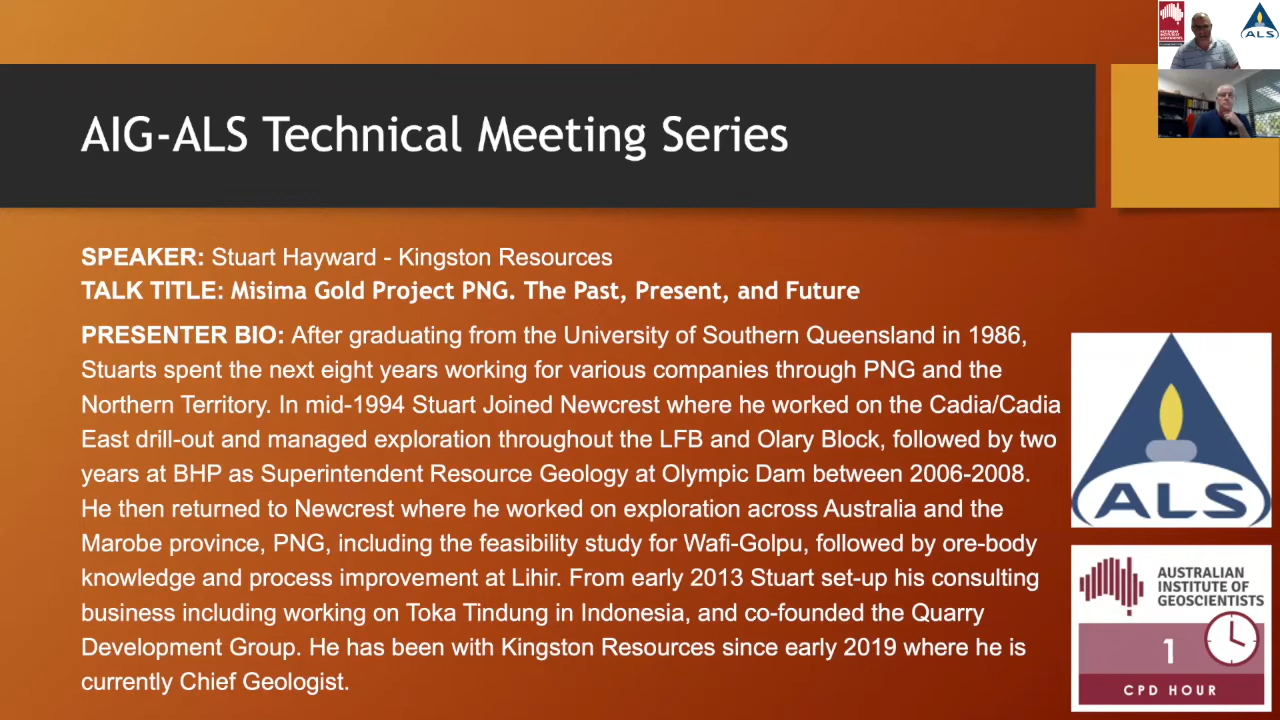 ALS
AIG-ALS Technical Meeting Series
SPEAKER: Stuart Hayward - Kingston Resources
TALK TITLE: Misima Gold Project PNG. The Past, Present, and Future
PRESENTER BIO: After graduating from the University of Southern Queensland in 1986,
Stuarts spent the next eight years working for various companies through PNG and the
Northern Territory. In mid-1994 Stuart Joined Newcrest where he worked on the Cadia/Cadia
East drill-out and managed exploration throughout the LFB and Olary Block, followed by two
years at BHP as Superintendent Resource Geology at Olympic Dam between 2006-2008.
He then returned to Newcrest where he worked on exploration across Australia and the
Marobe province, PNG, including the feasibility study for Wafi-Golpu, followed by ore-body
knowledge and process improvement at Lihir. From early 2013 Stuart set-up his consulting
business including working on Toka Tindung in Indonesia, and co-founded the Quarry
Development Group. He has been with Kingston Resources since early 2019 where he is
currently Chief Geologist.
ALS
AUSTRALIAN
INSTITUTE OF
GEOSCIENTISTS
1
CPD HOUR